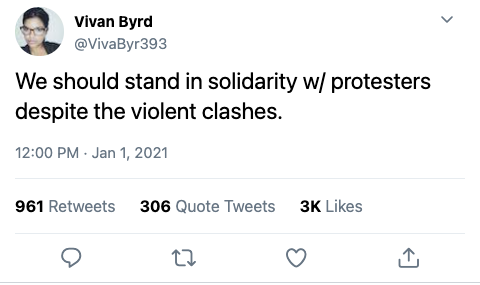 Vivan Byrd
@VivaByr393
We should stand in solidarity w/ protesters
despite the violent clashes.
12:00 PM · Jan 1, 2021
961 Retweets 306 Quote Tweets 3K Likes